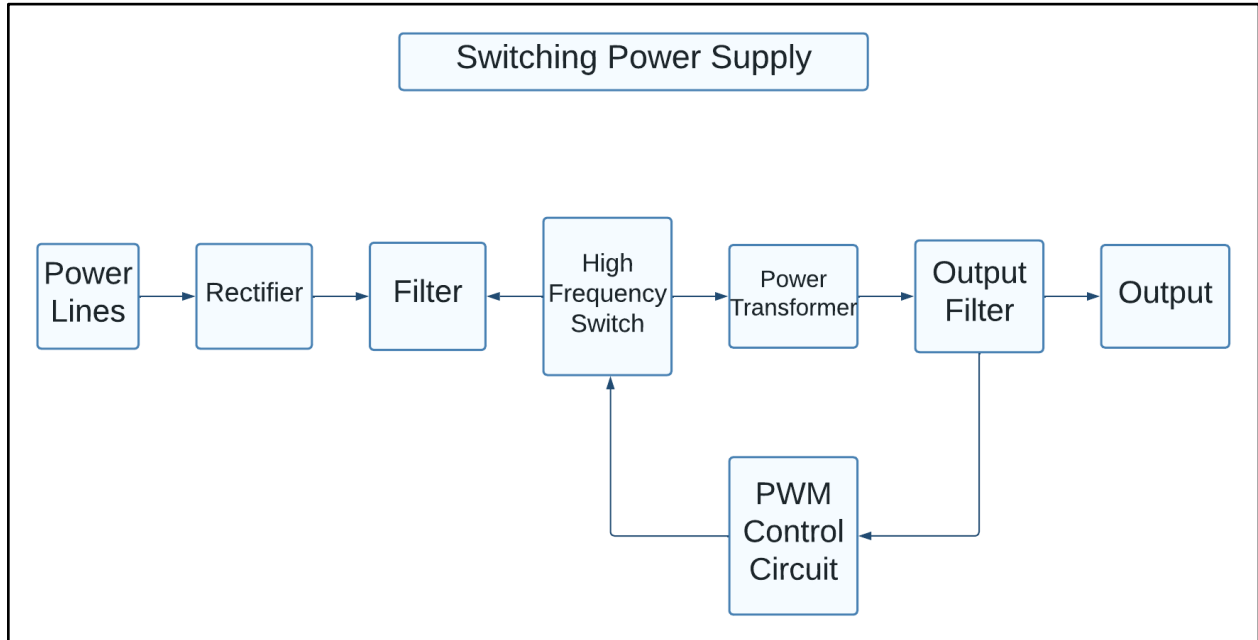 Switching Power Supply
Power
Lines
Rectifier
Filter
High
Frequency
Switch
Power
Transformer
Output
Filter
Output
PWM
Control
Circuit